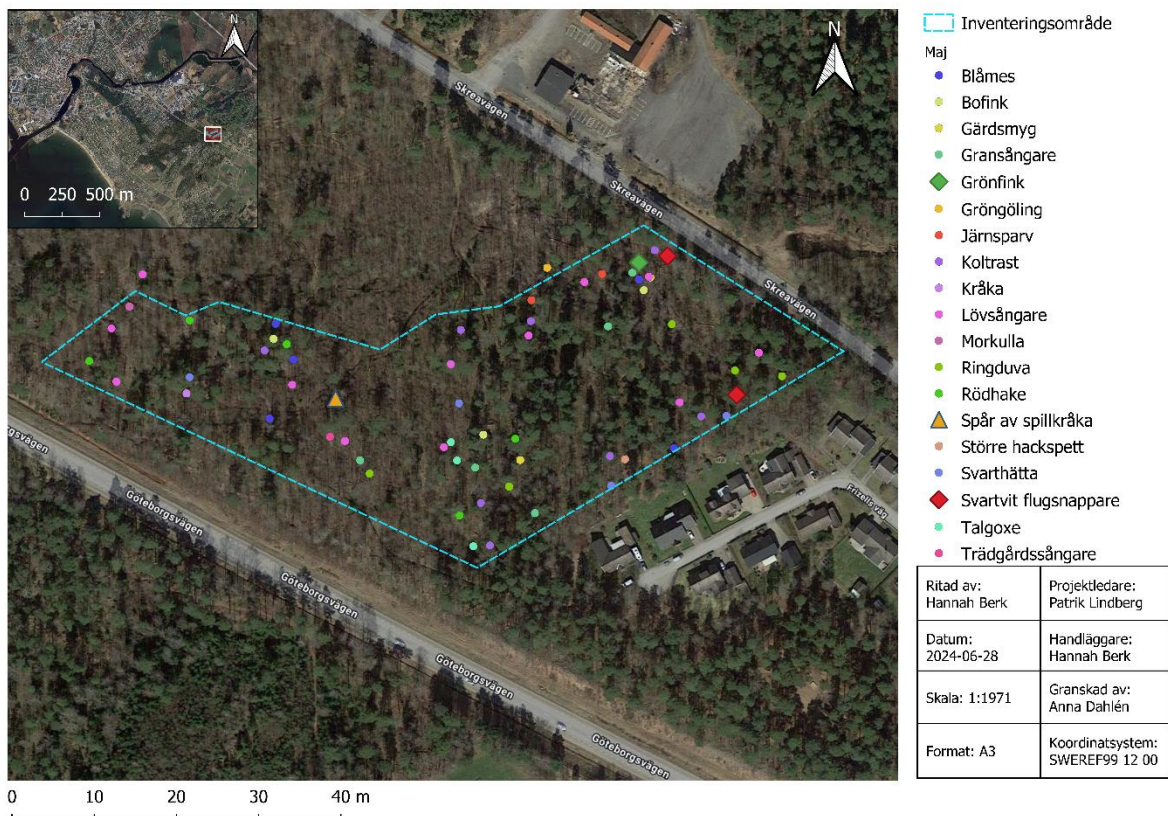 N
0 250 500 m
N
Skreavägen
Skreavägen
Skreavägen
Göteborgsvägen
Göteborgsvägen
Göteborgsvägen
Frizells väg
0 10 20 30 40 m
Inventeringsområde
Maj
Blåmes
Bofink
Gärdsmyg
Gransångare
Grönfink
Gröngöling
Järnsparv
Koltrast
Kråka
Lövsångare
Morkulla
Ringduva
Rödhake
Spår av spillkråka
Större hackspett
Svarthätta
Svartvit flugsnappare
Talgoxe
Trädgårdssångare
Ritad av:
Hannah Berk
Projektledare:
Patrik Lindberg
Datum:
2024-06-28
Handläggare:
Hannah Berk
Skala: 1:1971
Granskad av:
Anna Dahlén
Format: A3
Koordinatsystem:
SWEREF99 12 00